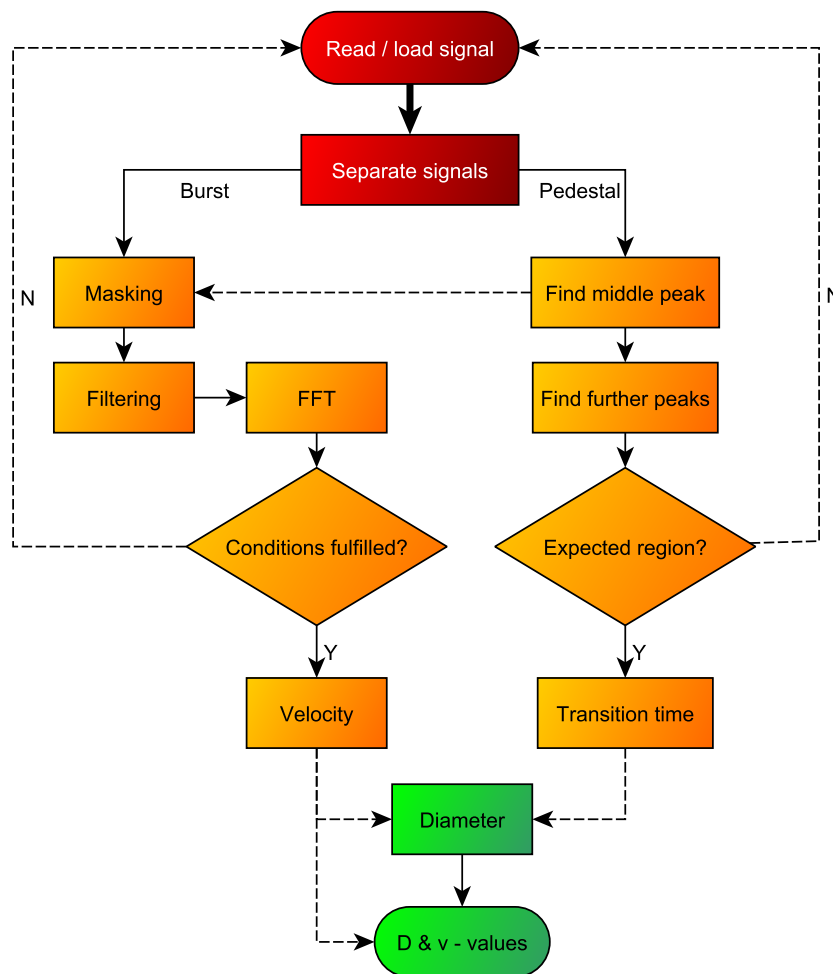 Read / load signal
Separate signals
Burst
Pedestal
Masking
Find middle peak
N
N
Filtering
FFT
Find further peaks
Conditions fulfilled?
Expected region?
Y
Y
Velocity
Transition time
Diameter
D & v - values